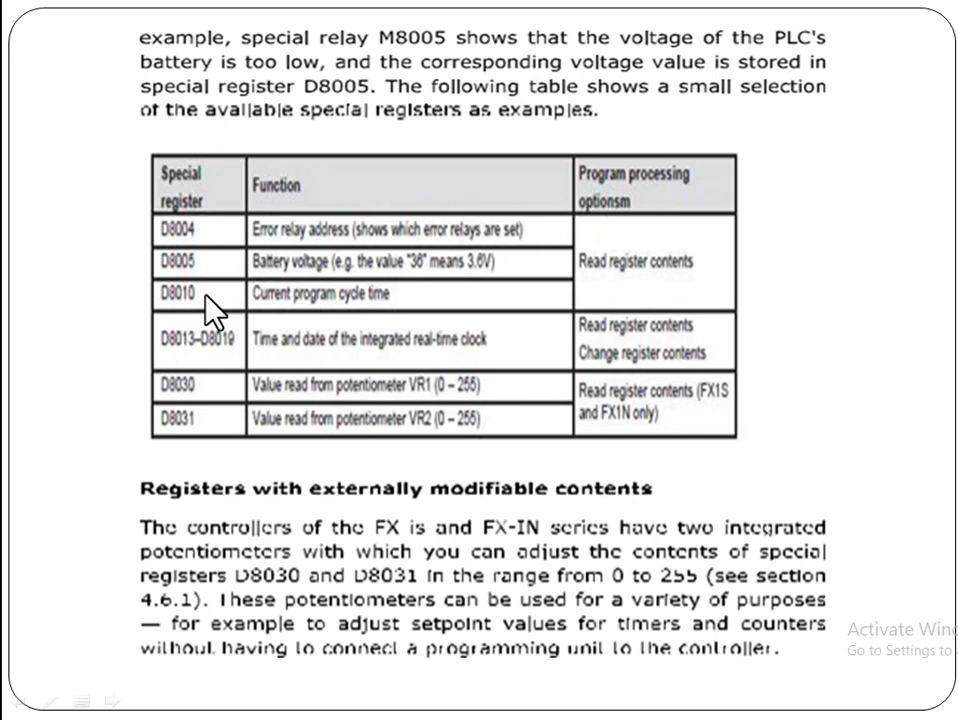 example, special relay M8005 shows that the voltage of the PLC's
battery is too low, and the corresponding voltage value is stored in
special register D8005. The following table shows a small selection
of the available special registers as examples.
Special register
Function
Program processing optionsm
D8004
Error relay address (shows which error relays are set)
Read register contents
D8005
Battery voltage (e.g. the value "36" means 3.6V)
D8010
Current program cycle time
D8013–D8019
Time and date of the integrated real-time clock
Read register contents
Change register contents
D8030
Value read from potentiometer VR1 (0 – 255)
Read register contents (FX1S
and FX1N only)
D8031
Value read from potentiometer VR2 (0 – 255)
Registers with externally modifiable contents
The controllers of the FX is and FX-IN series have two integrated
potentiometers with which you can adjust the contents of special
registers D8030 and D8031 in the range from 0 to 255 (see section
4.6.1). These potentiometers can be used for a variety of purposes
— for example to adjust setpoint values for timers and counters
without having to connect a programming unit to the controller.
Activate Wind
Go to Settings to